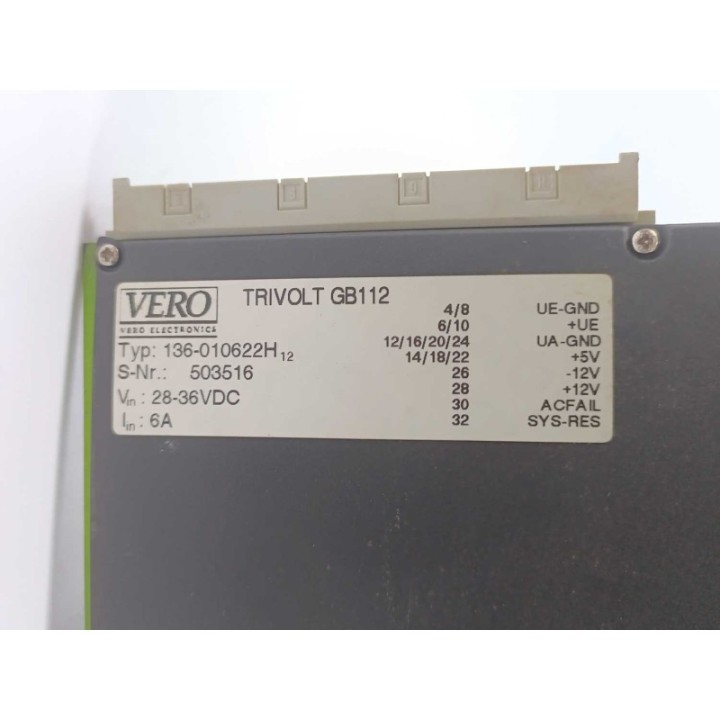 VERO
VERO ELECTRONICS
TRIVOLT GB112
Typ: 136-010622H 12
S-Nr.: 503516
Vin : 28-36VDC
Iin : 6A
4/8 UE-GND
6/10 +UE
12/16/20/24 UA-GND
14/18/22 +5V
26 -12V
28 +12V
30 ACFAIL
32 SYS-RES